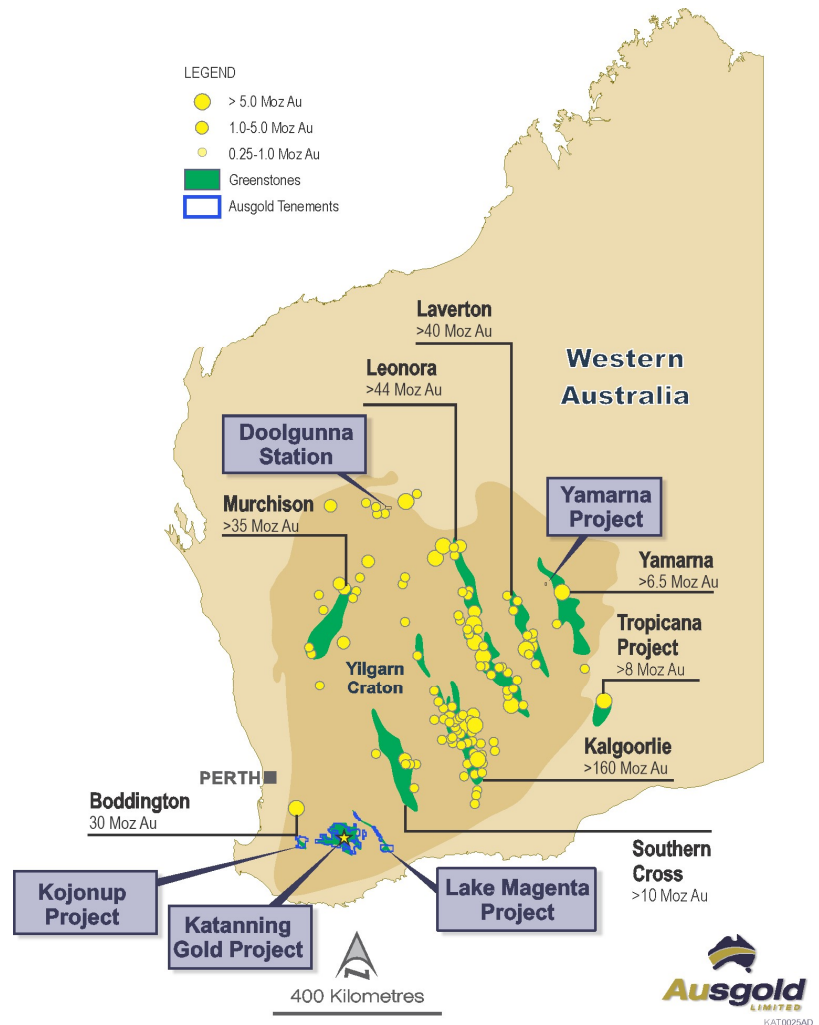 LEGEND
> 5.0 Moz Au
1.0-5.0 Moz Au
0.25-1.0 Moz Au
Greenstones
Ausgold Tenements
Laverton
>40 Moz Au
Western
Australia
Leonora
>44 Moz Au
Doolgunna
Station
Murchison
>35 Moz Au
Yamarna
Project
Yamarna
>6.5 Moz Au
Tropicana
Project
>8 Moz Au
Yilgarn
Craton
Kalgoorlie
>160 Moz Au
PERTH
Boddington
30 Moz Au
Southern
Cross
>10 Moz Au
Kojonup
Project
Katanning
Gold Project
Lake Magenta
Project
N
400 Kilometres
Ausgold
LIMITED
KAT0025AD